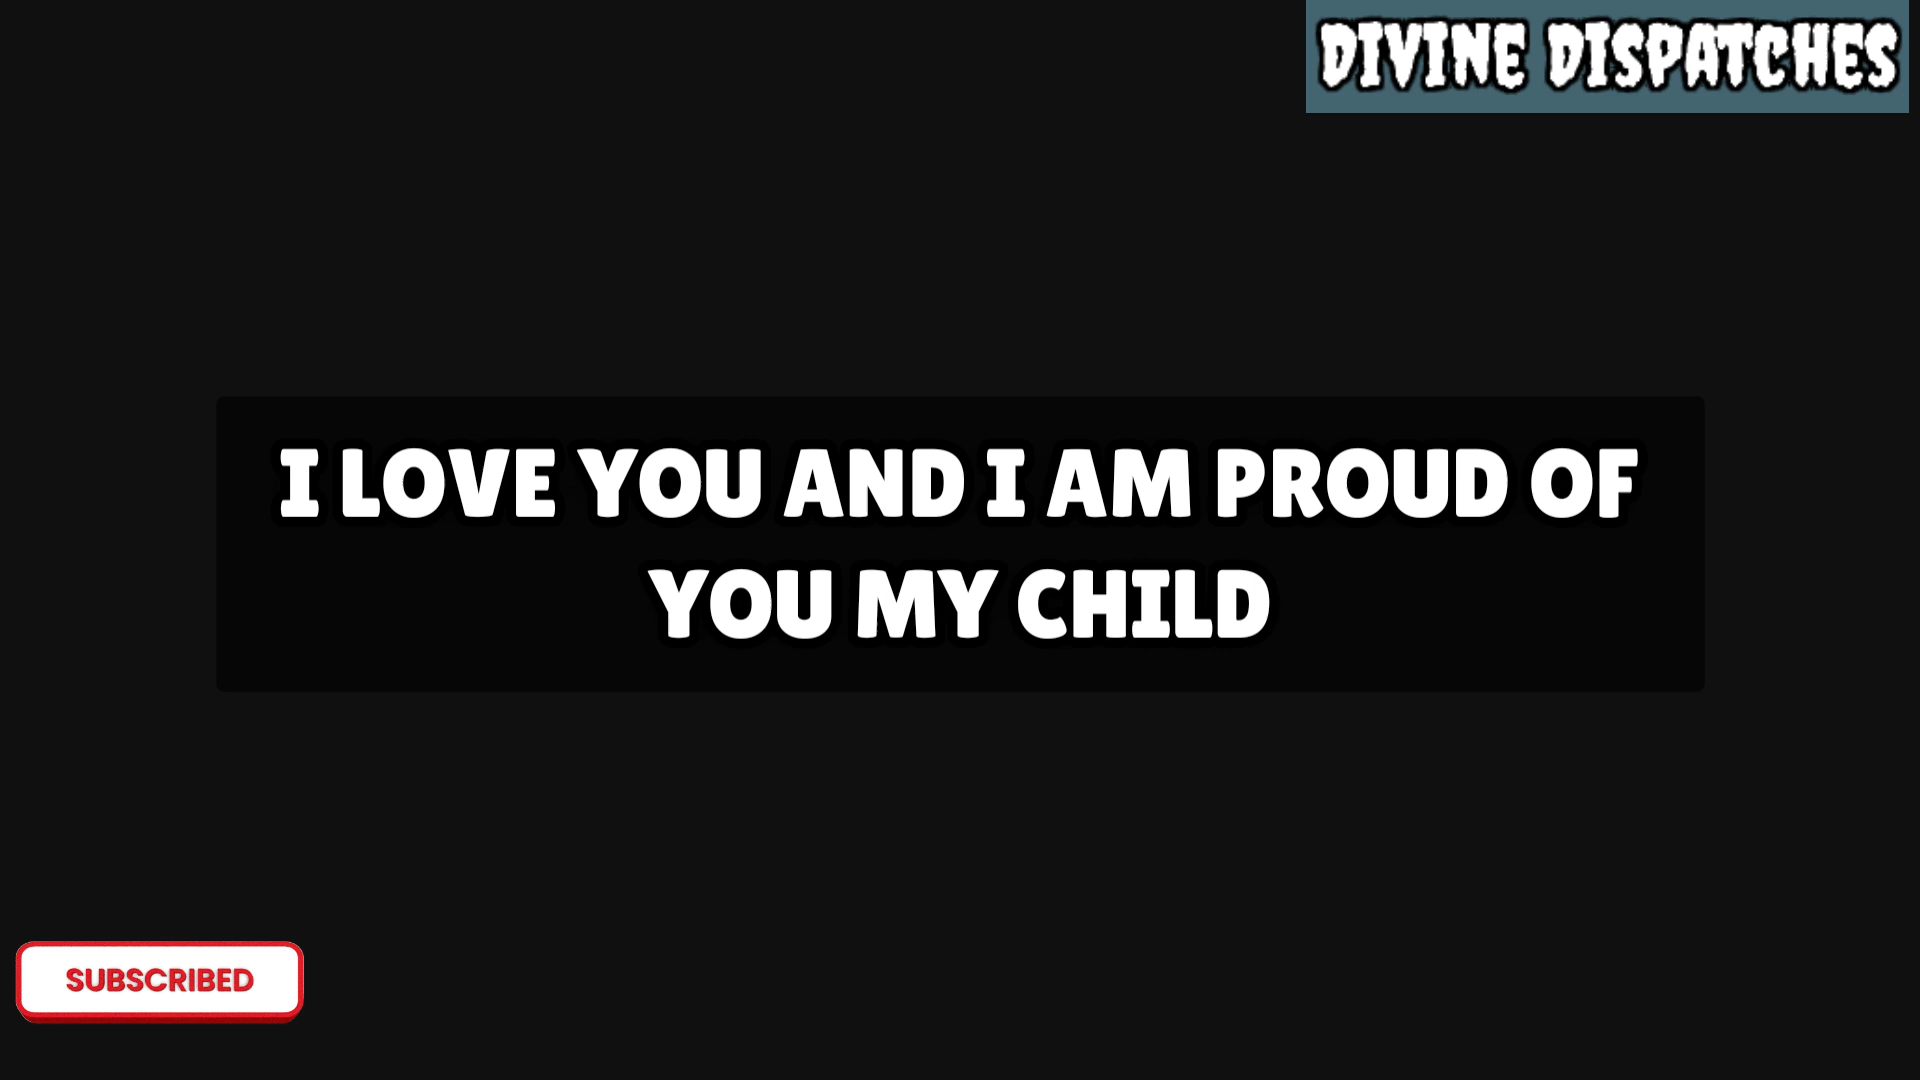 DIVINE DISPATCHES
I LOVE YOU AND I AM PROUD OF
YOU MY CHILD
SUBSCRIBED